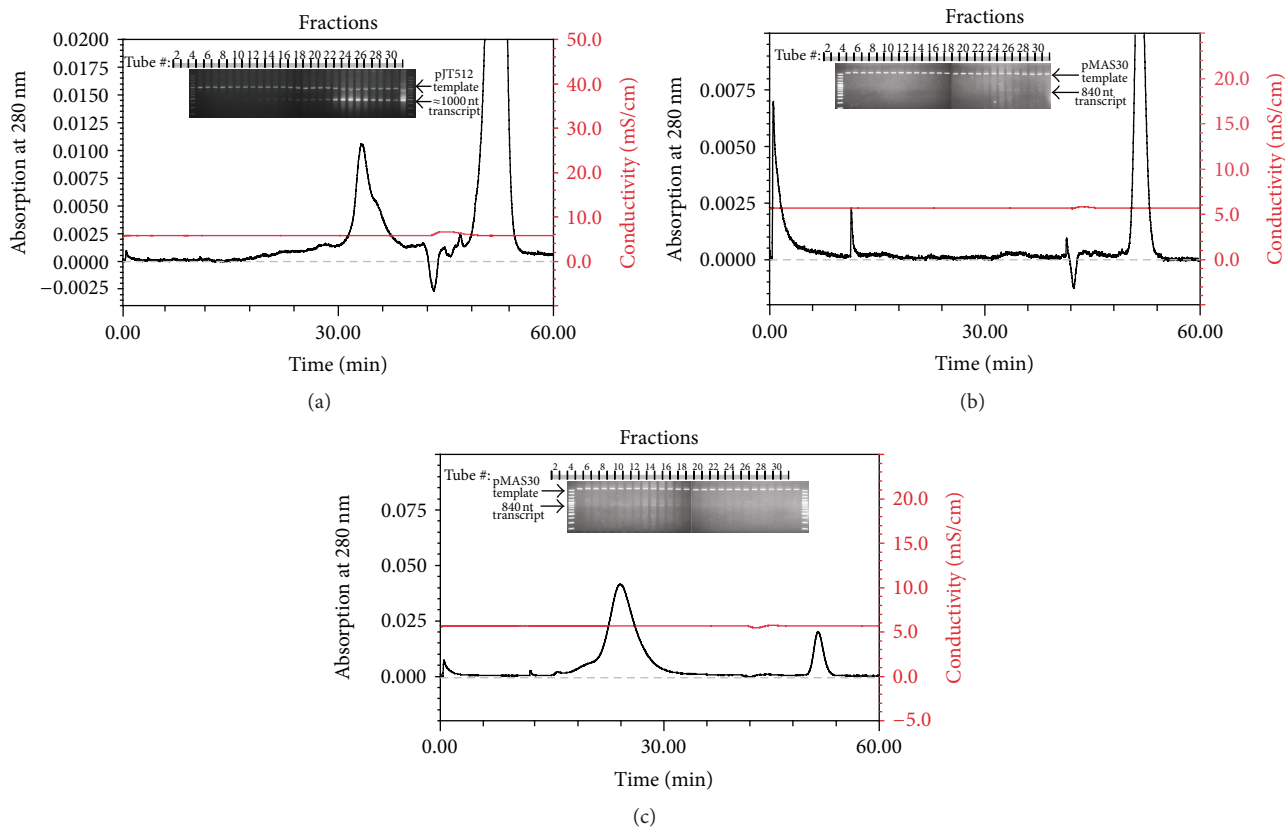 Fractions
Tube #: 2 4 6 8 10 12 14 16 18 20 22 24 26 28 30
pJT512
template
≈1000 nt
transcript
0.0200
0.0175
0.0150
0.0125
0.0100
0.0075
0.0050
0.0025
0.0000
−0.0025
Absorption at 280 nm
50.0
40.0
30.0
20.0
10.0
0.0
Conductivity (mS/cm)
0.00 30.00 60.00
Time (min)
(a)
Fractions
Tube #: 2 4 6 8 10 12 14 16 18 20 22 24 26 28 30
pMAS30
template
840 nt
transcript
0.0075
0.0050
0.0025
0.0000
Absorption at 280 nm
20.0
15.0
10.0
5.0
0.0
Conductivity (mS/cm)
0.00 30.00 60.00
Time (min)
(b)
Fractions
Tube #: 2 4 6 8 10 12 14 16 18 20 22 24 26 28 30
pMAS30
template
840 nt
transcript
0.075
0.050
0.025
0.000
Absorption at 280 nm
20.0
15.0
10.0
5.0
0.0
−5.0
Conductivity (mS/cm)
0.00 30.00 60.00
Time (min)
(c)